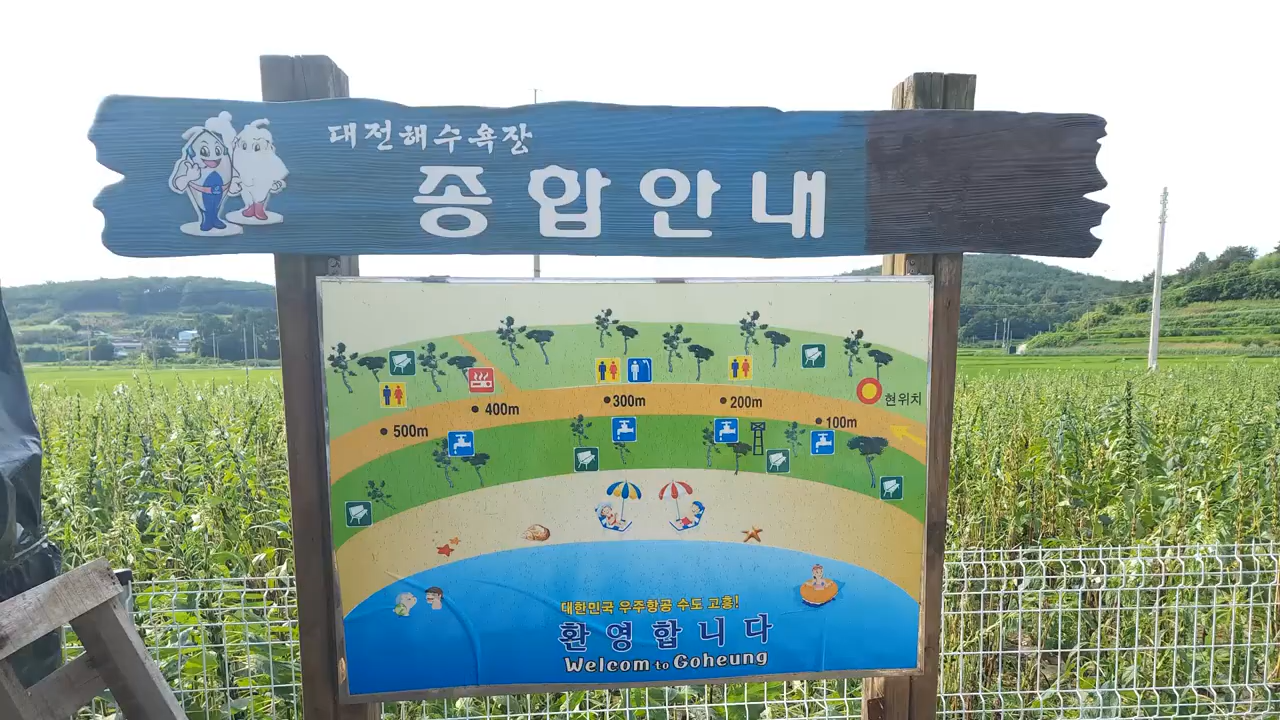 대전해수욕장
종합안내
현위치
100m
200m
300m
400m
500m
대한민국 우주항공 수도 고흥!
환영합니다
Welcom to Goheung